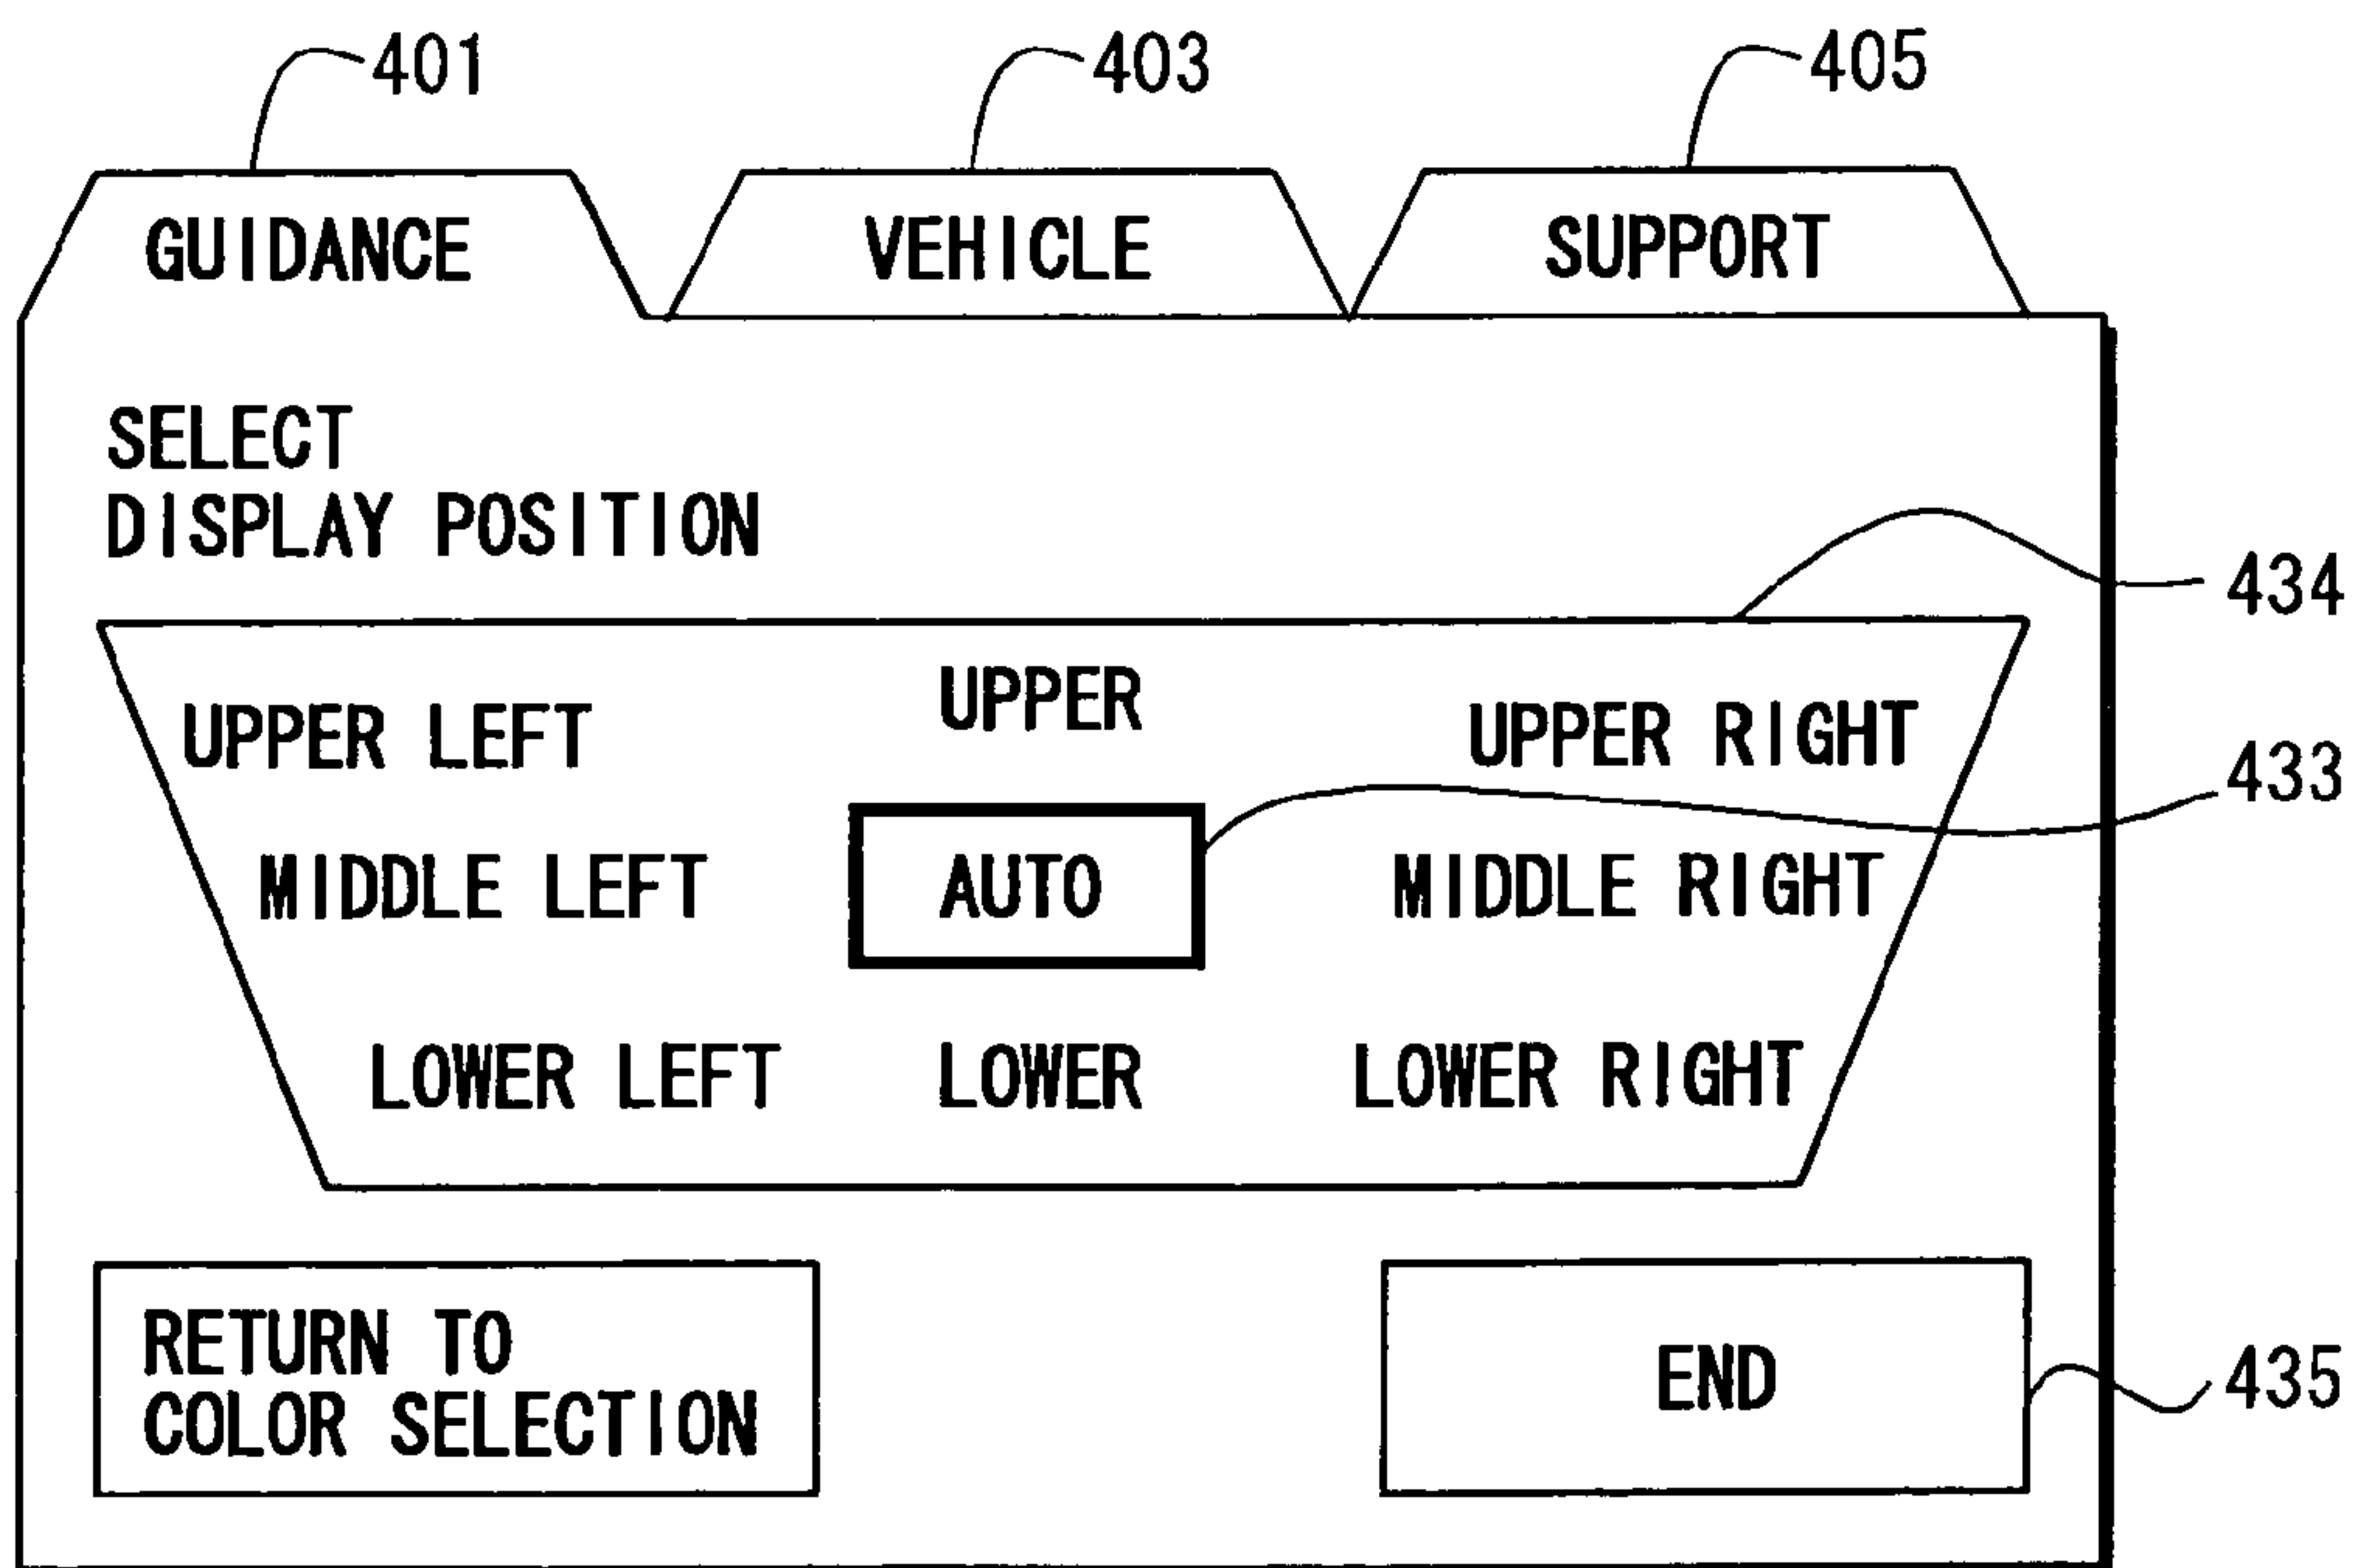 401 403 405
GUIDANCE VEHICLE SUPPORT
SELECT
DISPLAY POSITION
434
UPPER LEFT UPPER UPPER RIGHT
433
MIDDLE LEFT AUTO MIDDLE RIGHT
LOWER LEFT LOWER LOWER RIGHT
RETURN TO
COLOR SELECTION
END
435